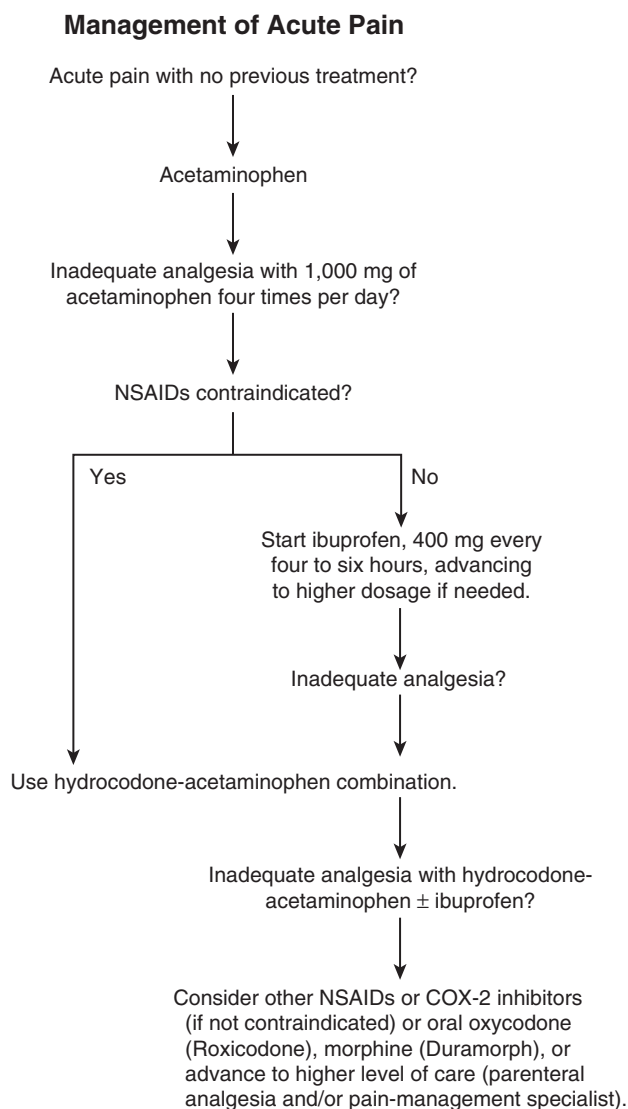 Management of Acute Pain
Acute pain with no previous treatment?
Acetaminophen
Inadequate analgesia with 1,000 mg of
acetaminophen four times per day?
NSAIDs contraindicated?
Yes
No
Start ibuprofen, 400 mg every
four to six hours, advancing
to higher dosage if needed.
Inadequate analgesia?
Use hydrocodone-acetaminophen combination.
Inadequate analgesia with hydrocodone-
acetaminophen ± ibuprofen?
Consider other NSAIDs or COX-2 inhibitors
(if not contraindicated) or oral oxycodone
(Roxicodone), morphine (Duramorph), or
advance to higher level of care (parenteral
analgesia and/or pain-management specialist).